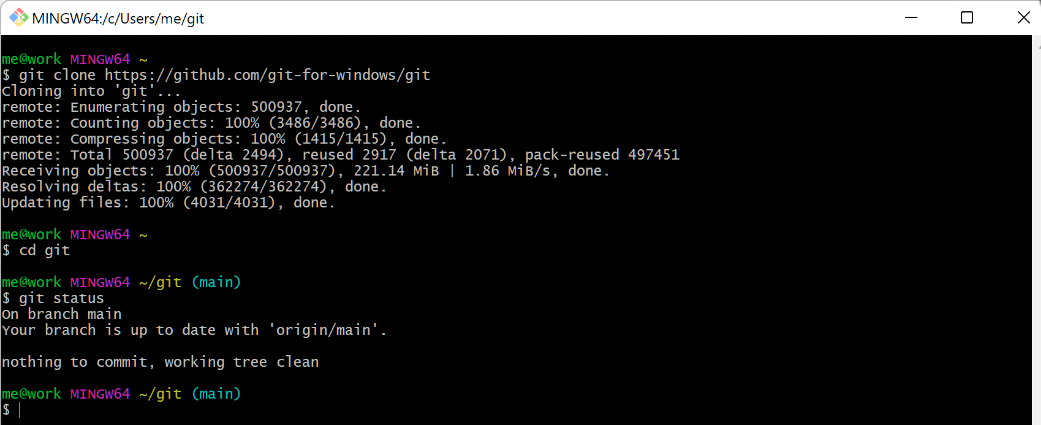 MINGW64:/c/Users/me/git
me@work MINGW64 ~
$ git clone https://github.com/git-for-windows/git
Cloning into 'git'...
remote: Enumerating objects: 500937, done.
remote: Counting objects: 100% (3486/3486), done.
remote: Compressing objects: 100% (1415/1415), done.
remote: Total 500937 (delta 2494), reused 2917 (delta 2071), pack-reused 497451
Receiving objects: 100% (500937/500937), 221.14 MiB | 1.86 MiB/s, done.
Resolving deltas: 100% (362274/362274), done.
Updating files: 100% (4031/4031), done.
me@work MINGW64 ~
$ cd git
me@work MINGW64 ~/git (main)
$ git status
On branch main
Your branch is up to date with 'origin/main'.
nothing to commit, working tree clean
me@work MINGW64 ~/git (main)
$